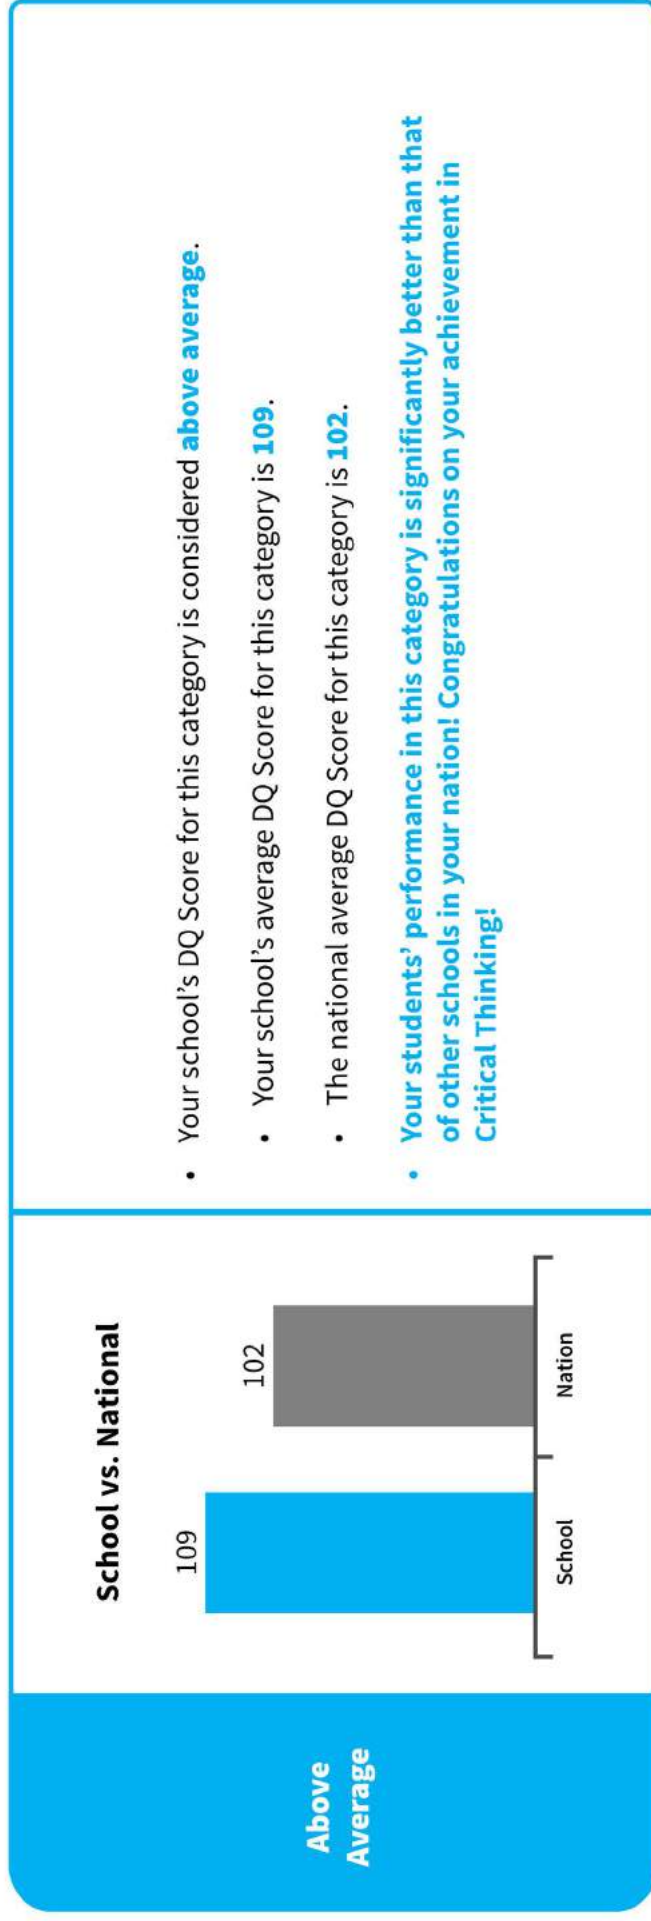 Above
Average
School vs. National
109
102
School
Nation
• Your school’s DQ Score for this category is considered above average.
• Your school’s average DQ Score for this category is 109.
• The national average DQ Score for this category is 102.
• Your students’ performance in this category is significantly better than that
of other schools in your nation! Congratulations on your achievement in
Critical Thinking!